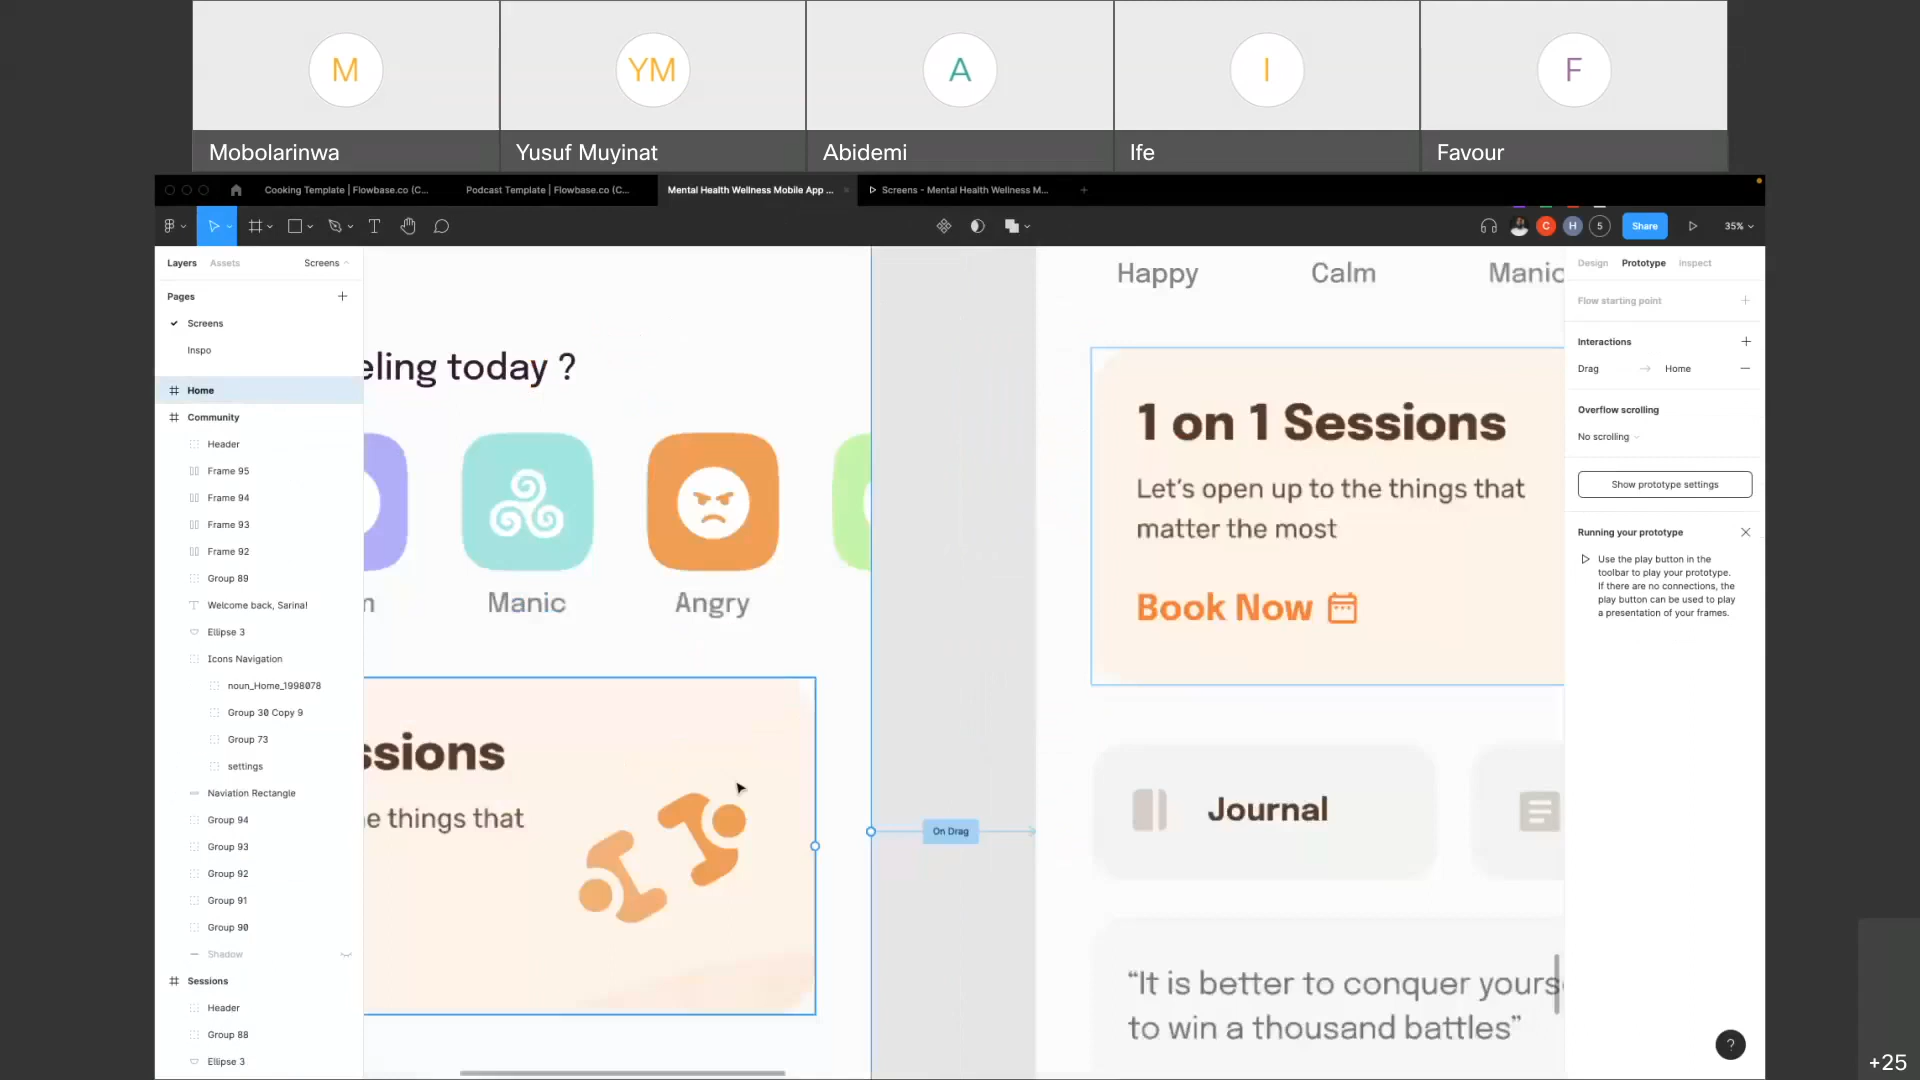 M
YM
A
I
F
Mobolarinwa
Yusuf Muyinat
Abidemi
Ife
Favour
Cooking Template | Flowbase.co (C...
Podcast Template | Flowbase.co (C...
Mental Health Wellness Mobile App ...
Screens - Mental Health Wellness M...
C
H
5
Share
35%
Layers
Assets
Screens
Pages
Screens
Inspo
Home
Community
Header
Frame 95
Frame 94
Frame 93
Frame 92
Group 89
Welcome back, Sarina!
Ellipse 3
Icons Navigation
noun_Home_1998078
Group 30 Copy 9
Group 73
settings
Naviation Rectangle
Group 94
Group 93
Group 92
Group 91
Group 90
Shadow
Sessions
Header
Group 88
Ellipse 3
eling today ?
n
Manic
Angry
ssions
e things that
On Drag
Happy
Calm
Manic
1 on 1 Sessions
Let's open up to the things that
matter the most
Book Now
Journal
“It is better to conquer yours
to win a thousand battles”
Design
Prototype
Inspect
Flow starting point
Interactions
Drag
Home
Overflow scrolling
No scrolling
Show prototype settings
Running your prototype
Use the play button in the
toolbar to play your prototype.
If there are no connections, the
play button can be used to play
a presentation of your frames.
?
+25